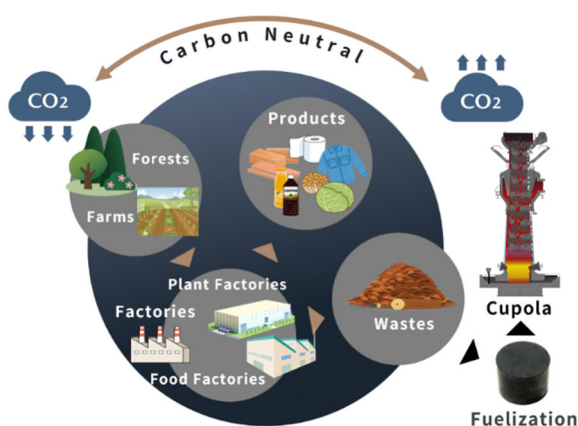 Carbon Neutral
CO2
CO2
Products
Forests
Farms
Plant Factories
Factories
Food Factories
Wastes
Cupola
Fuelization